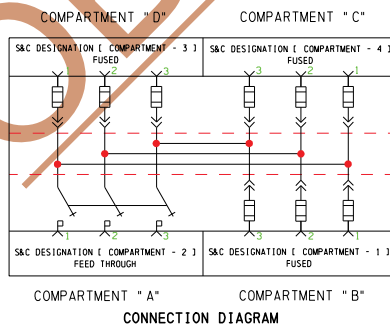 COMPARTMENT "D" COMPARTMENT "C"
S&C DESIGNATION [ COMPARTMENT - 3 ] S&C DESIGNATION [ COMPARTMENT - 4 ]
FUSED FUSED
1 2 3 3 2 1
1 2 3 3 2 1
S&C DESIGNATION [ COMPARTMENT - 2 ] S&C DESIGNATION [ COMPARTMENT - 1 ]
FEED THROUGH FUSED
COMPARTMENT "A" COMPARTMENT "B"
CONNECTION DIAGRAM